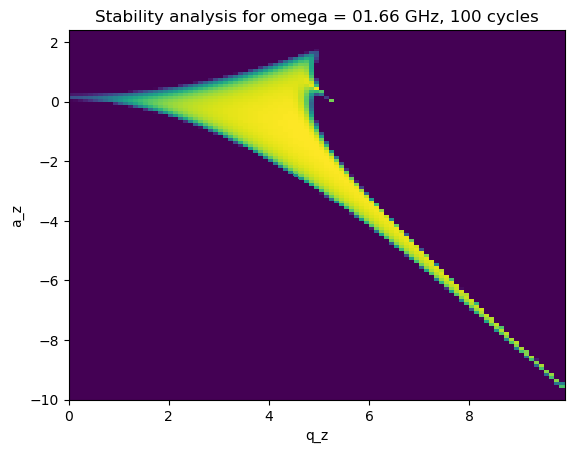 Stability analysis for omega = 01.66 GHz, 100 cycles
2
0
−2
−4
−6
−8
−10
a_z
0 2 4 6 8
q_z